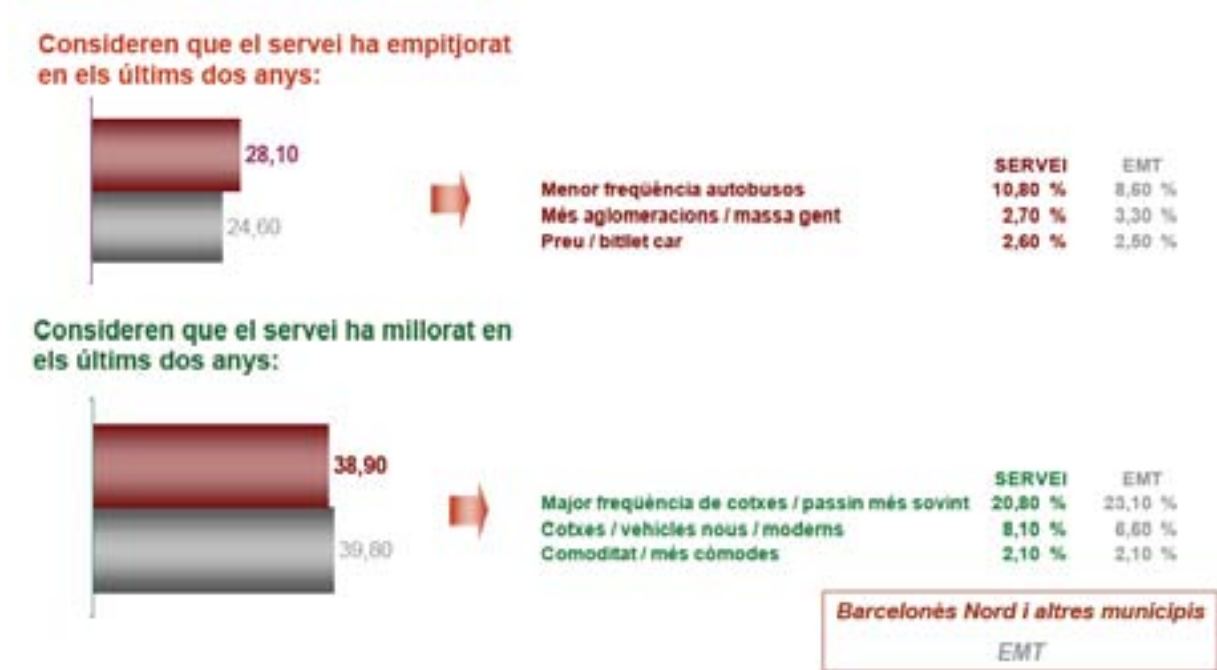 Consideren que el servei ha empitjorat
en els últims dos anys:
28,10
24,60
SERVEI EMT
Menor freqüència autobusos 10,80 % 8,60 %
Més aglomeracions / massa gent 2,70 % 3,30 %
Preu / bitllet car 2,60 % 2,50 %
Consideren que el servei ha millorat en
els últims dos anys:
38,90
39,80
SERVEI EMT
Major freqüència de cotxes / passin més sovint 20,80 % 23,10 %
Cotxes / vehicles nous / moderns 8,10 % 6,60 %
Comoditat / més còmodes 2,10 % 2,10 %
Barcelonès Nord i altres municipis
EMT